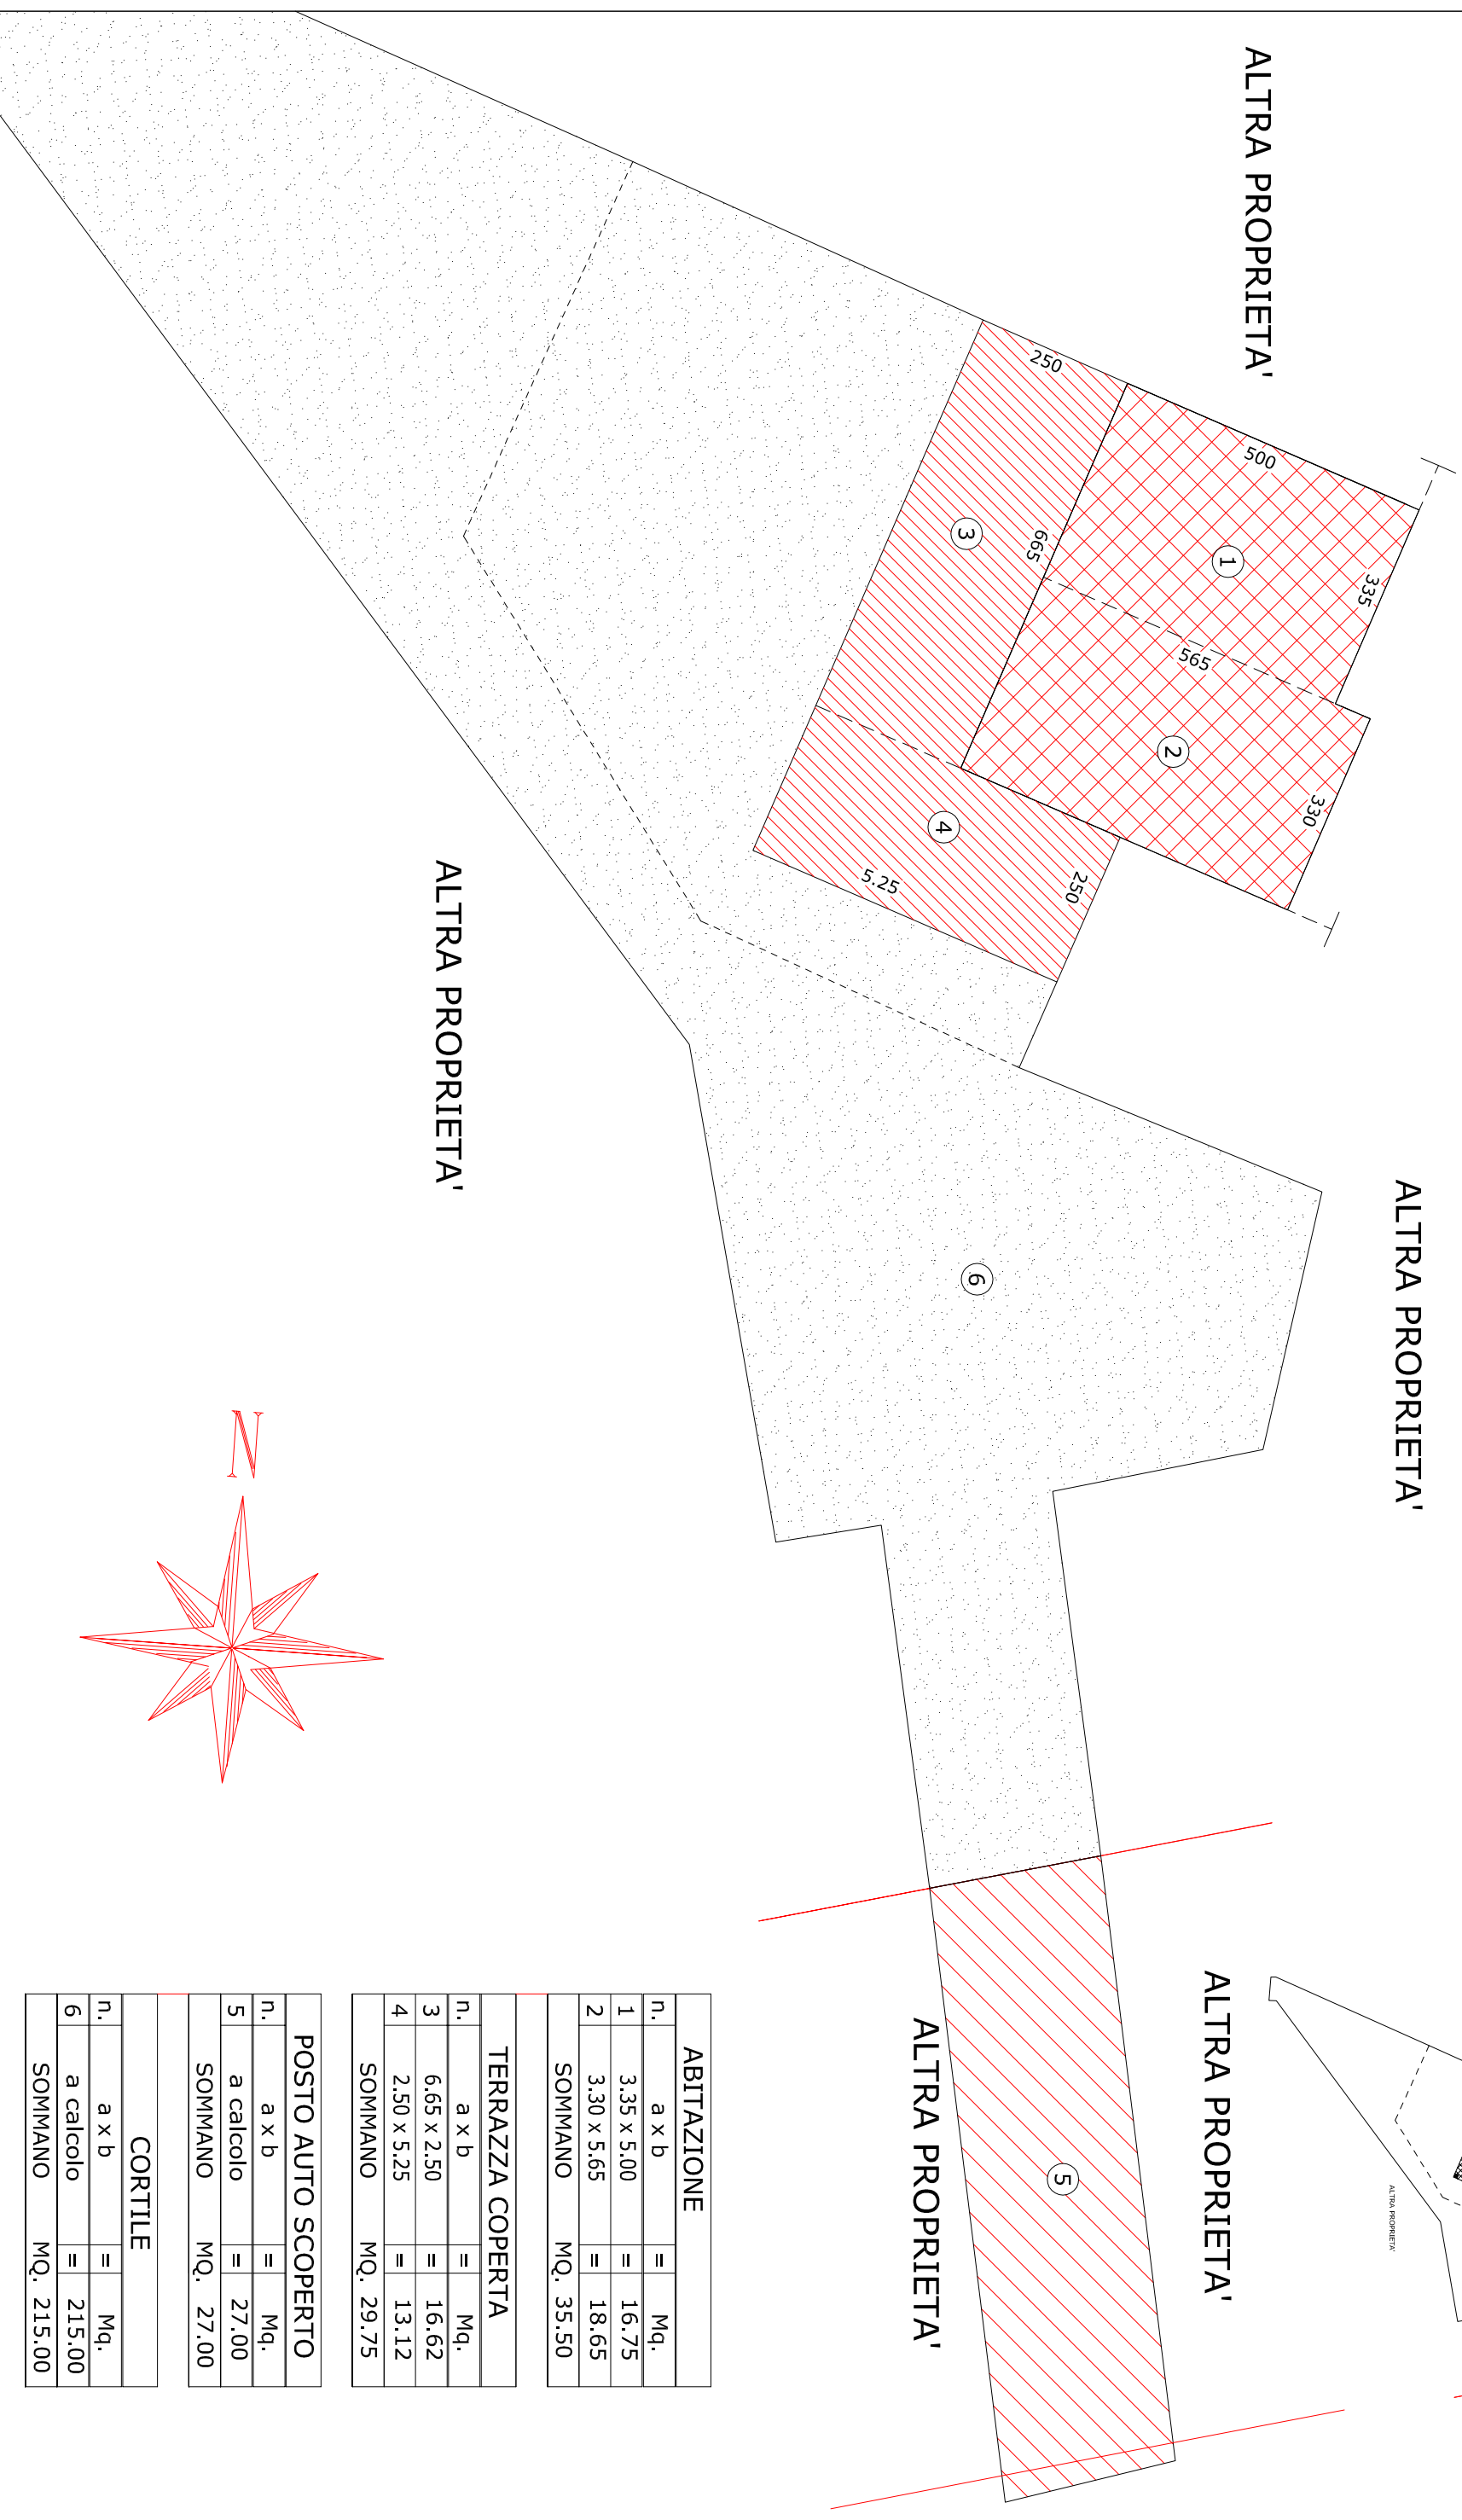 ALTRA PROPRIETA'
ALTRA PROPRIETA'
ALTRA PROPRIETA'
ALTRA PROPRIETA'
ALTRA PROPRIETA'
ALTRA PROPRIETA'
335
330
500
1
565
2
250
665
3
4
250
5.25
6
5
N
ABITAZIONE
n. a x b = Mq.
1 3.35 x 5.00 = 16.75
2 3.30 x 5.65 = 18.65
SOMMANO MQ. 35.50
TERRAZZA COPERTA
n. a x b = Mq.
3 6.65 x 2.50 = 16.62
4 2.50 x 5.25 = 13.12
SOMMANO MQ. 29.75
POSTO AUTO SCOPERTO
n. a x b = Mq.
5 a calcolo = 27.00
SOMMANO MQ. 27.00
CORTILE
n. a x b = Mq.
6 a calcolo = 215.00
SOMMANO MQ. 215.00